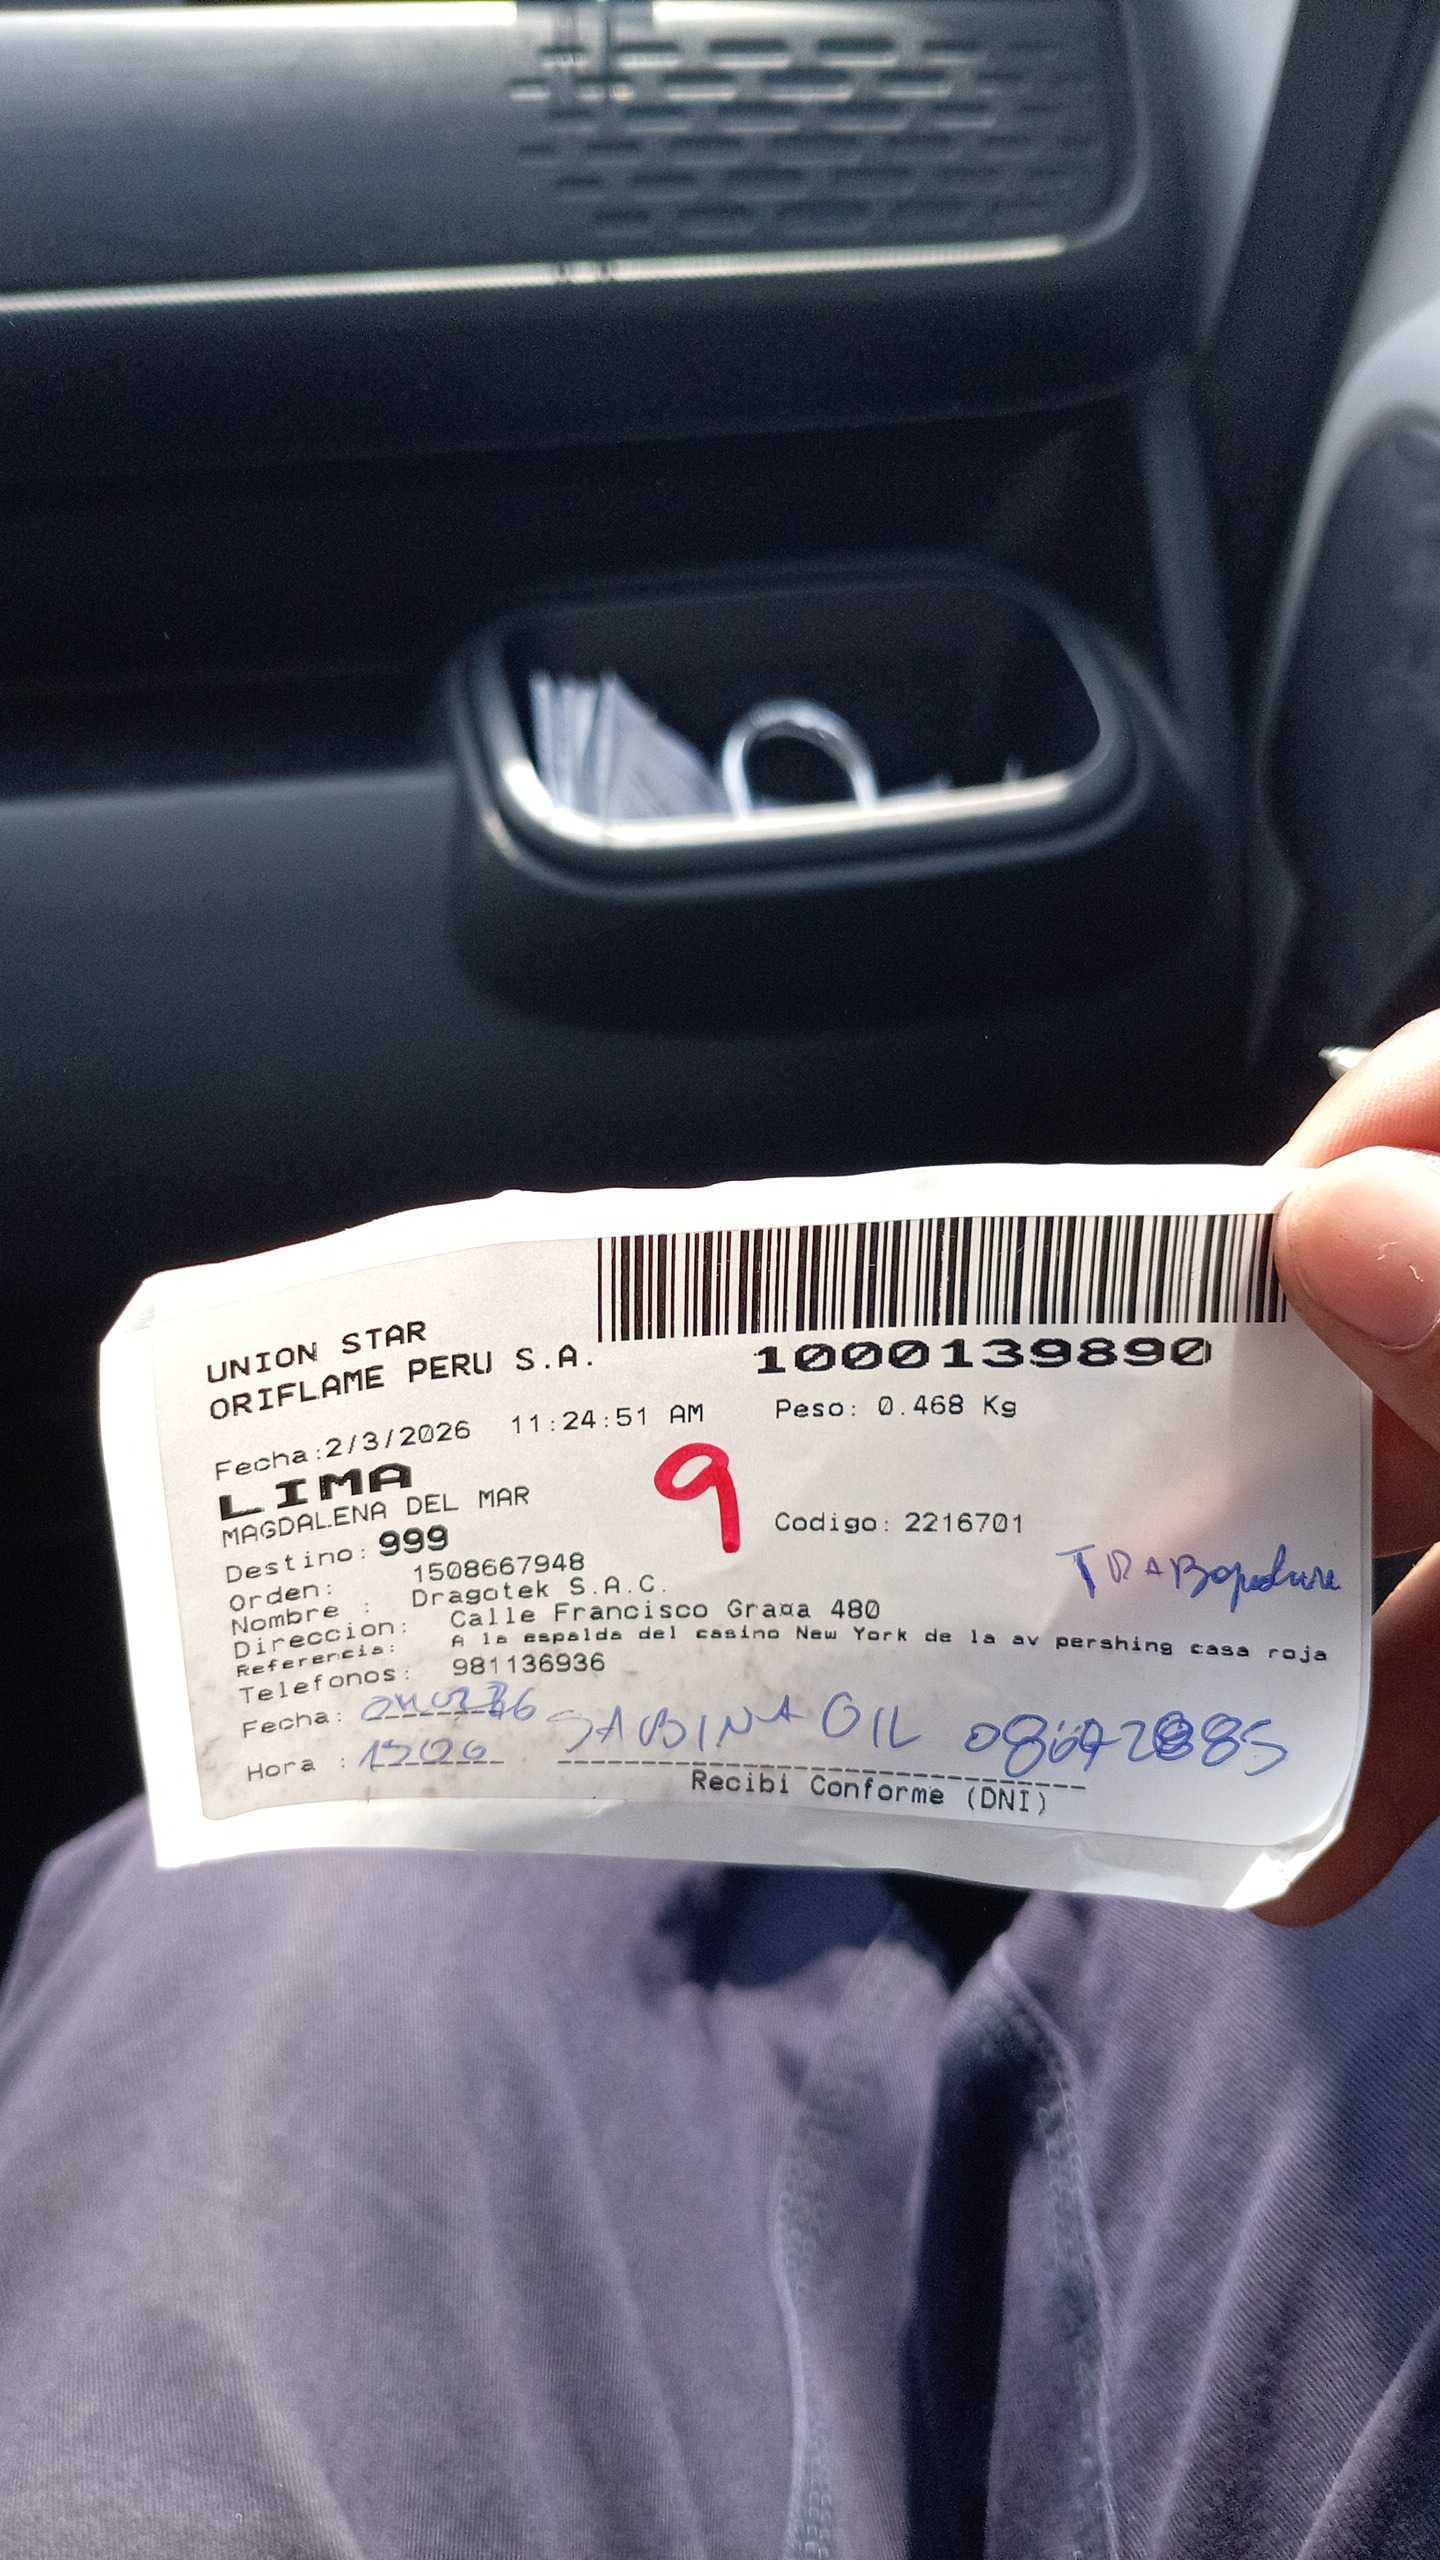 UNION STAR
ORIFLAME PERU S.A.
1000139890
Fecha:2/3/2026 11:24:51 AM Peso: 0.468 Kg
LIMA
9
MAGDALENA DEL MAR
Destino: 999 Codigo: 2216701
Orden: 1508667948
Nombre : Dragotek S.A.C.
Direccion: Calle Francisco Graña 480
Referencia: A la espalda del casino New York de la av pershing casa roja
Telefonos: 981136936
Fecha:
Hora : SABINA GIL
Recibi Conforme (DNI)